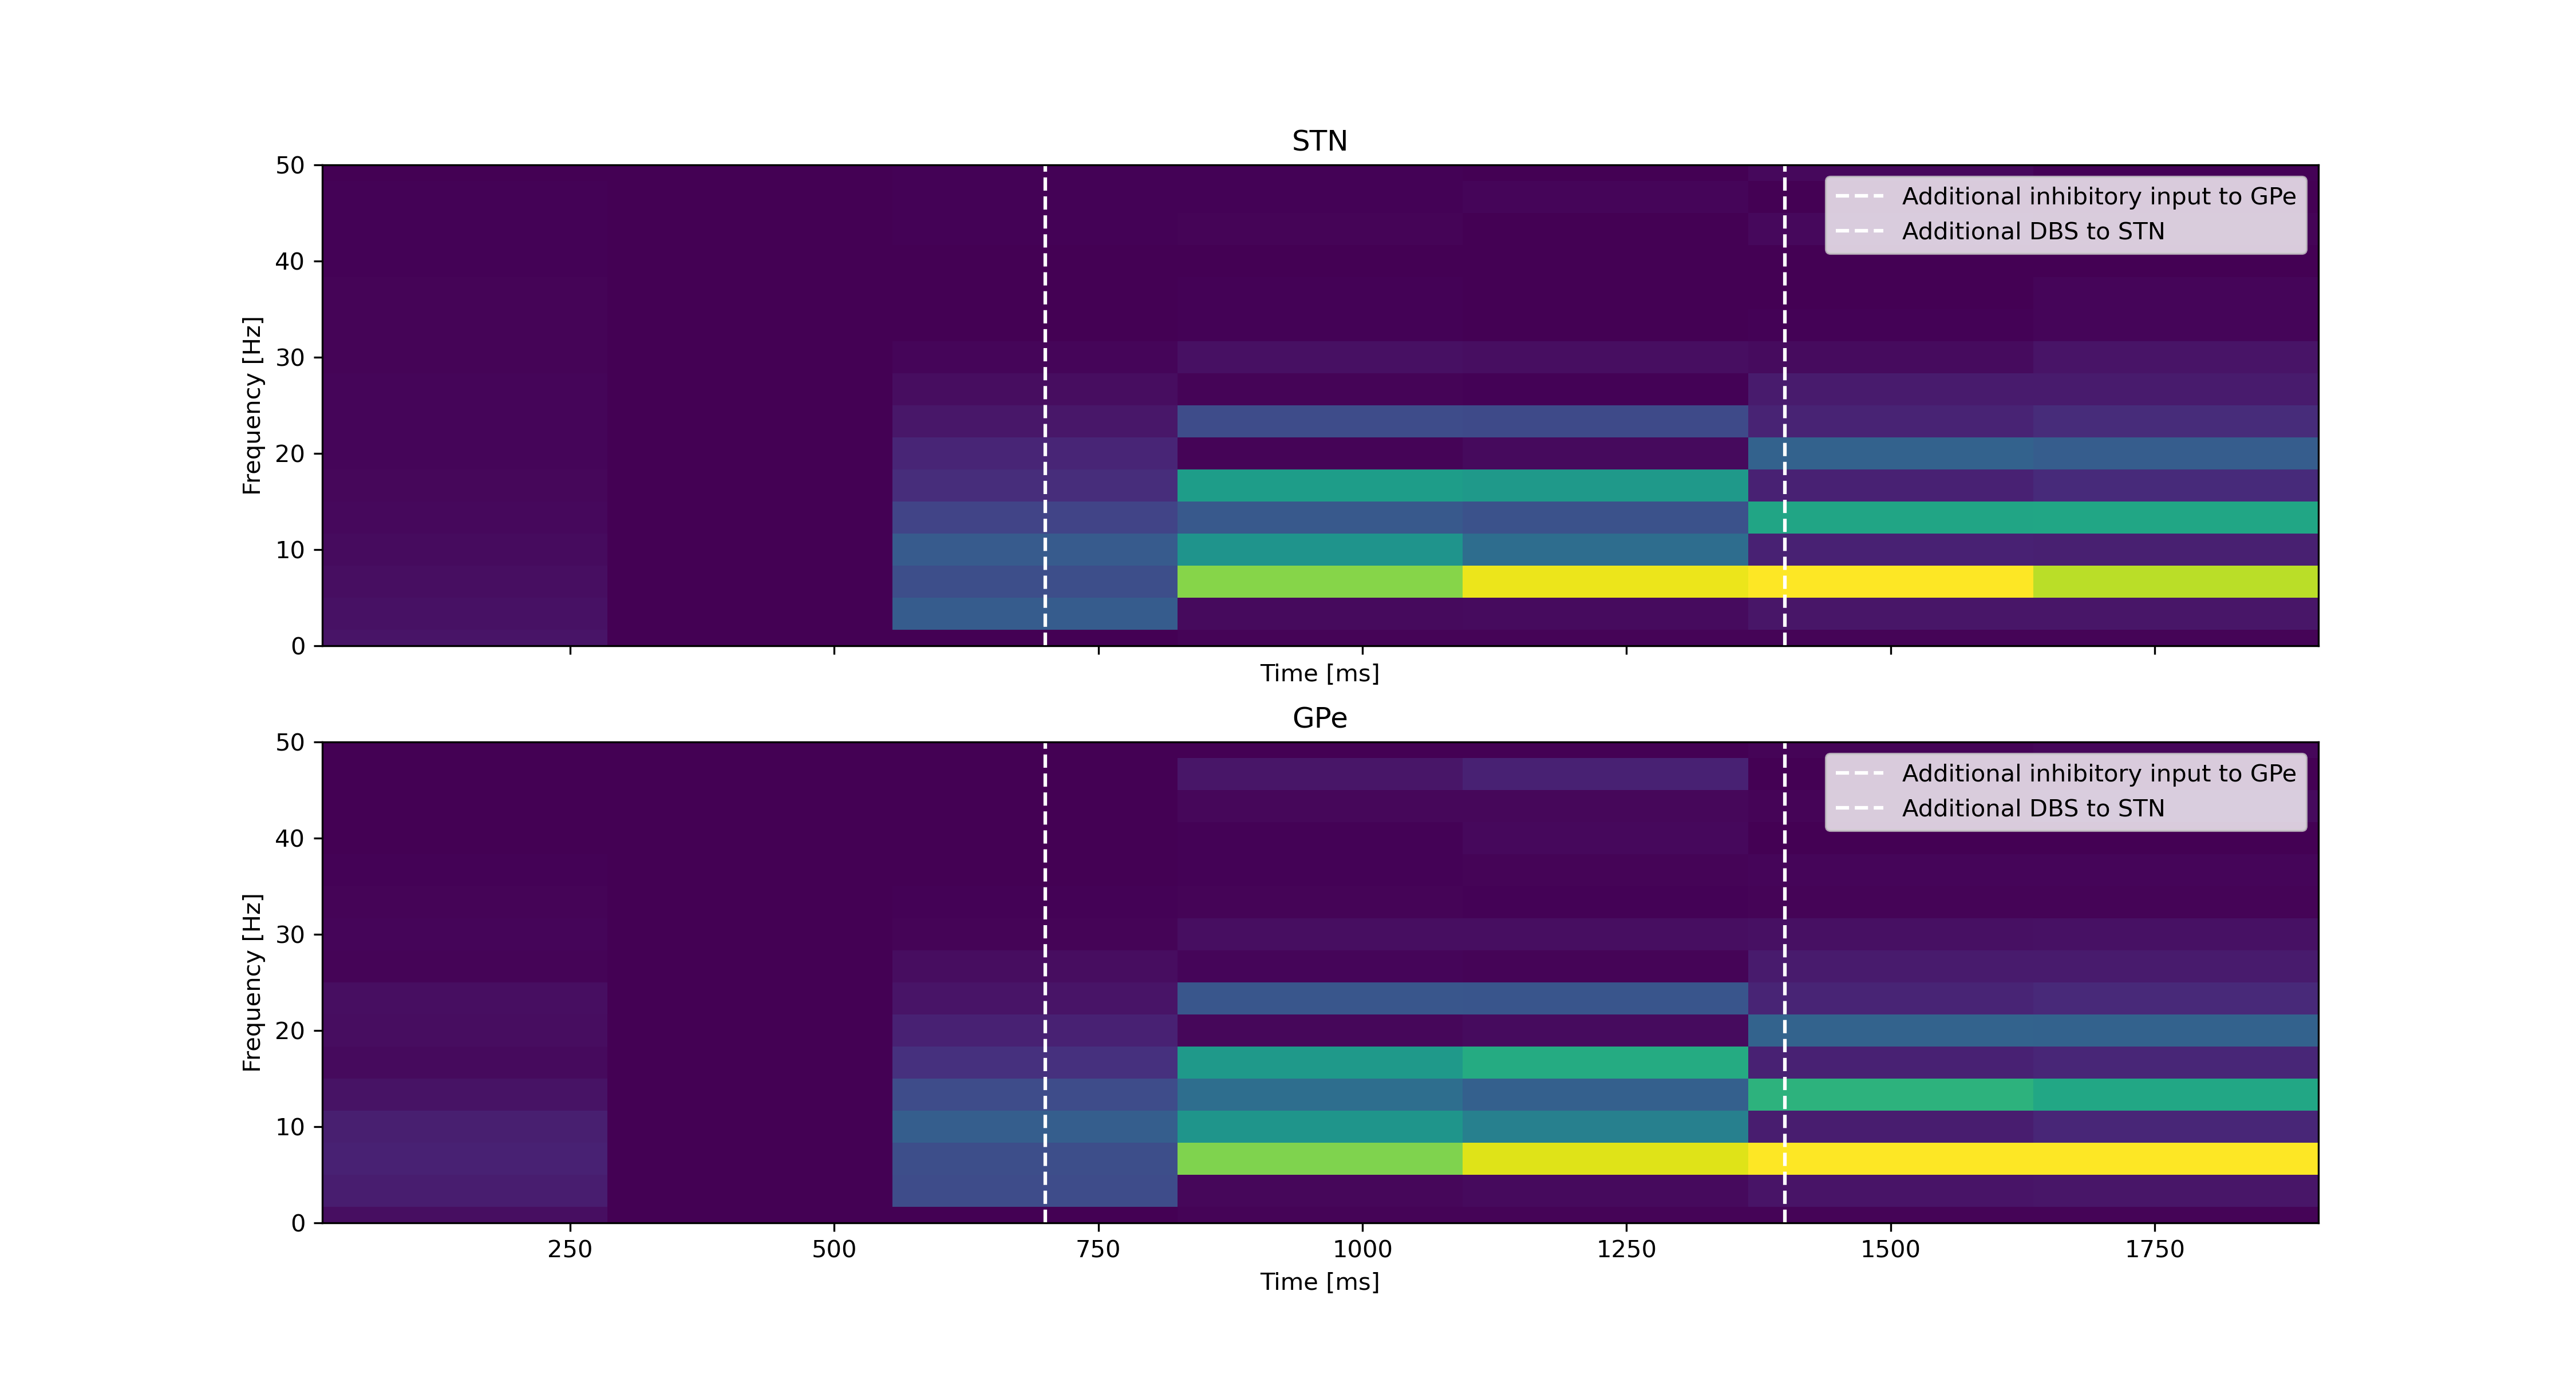 STN
50
40
30
20
10
0
Frequency [Hz]
Additional inhibitory input to GPe
Additional DBS to STN
Time [ms]
GPe
50
40
30
20
10
0
Frequency [Hz]
Additional inhibitory input to GPe
Additional DBS to STN
250 500 750 1000 1250 1500 1750
Time [ms]